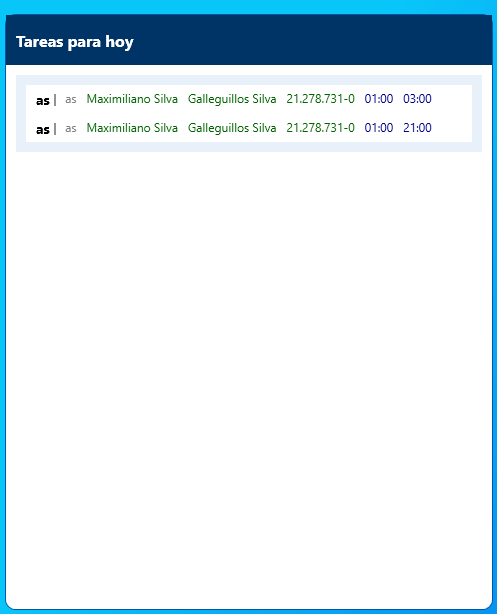 Tareas para hoy
as | as Maximiliano Silva Galleguillos Silva 21.278.731-0 01:00 03:00
as | as Maximiliano Silva Galleguillos Silva 21.278.731-0 01:00 21:00